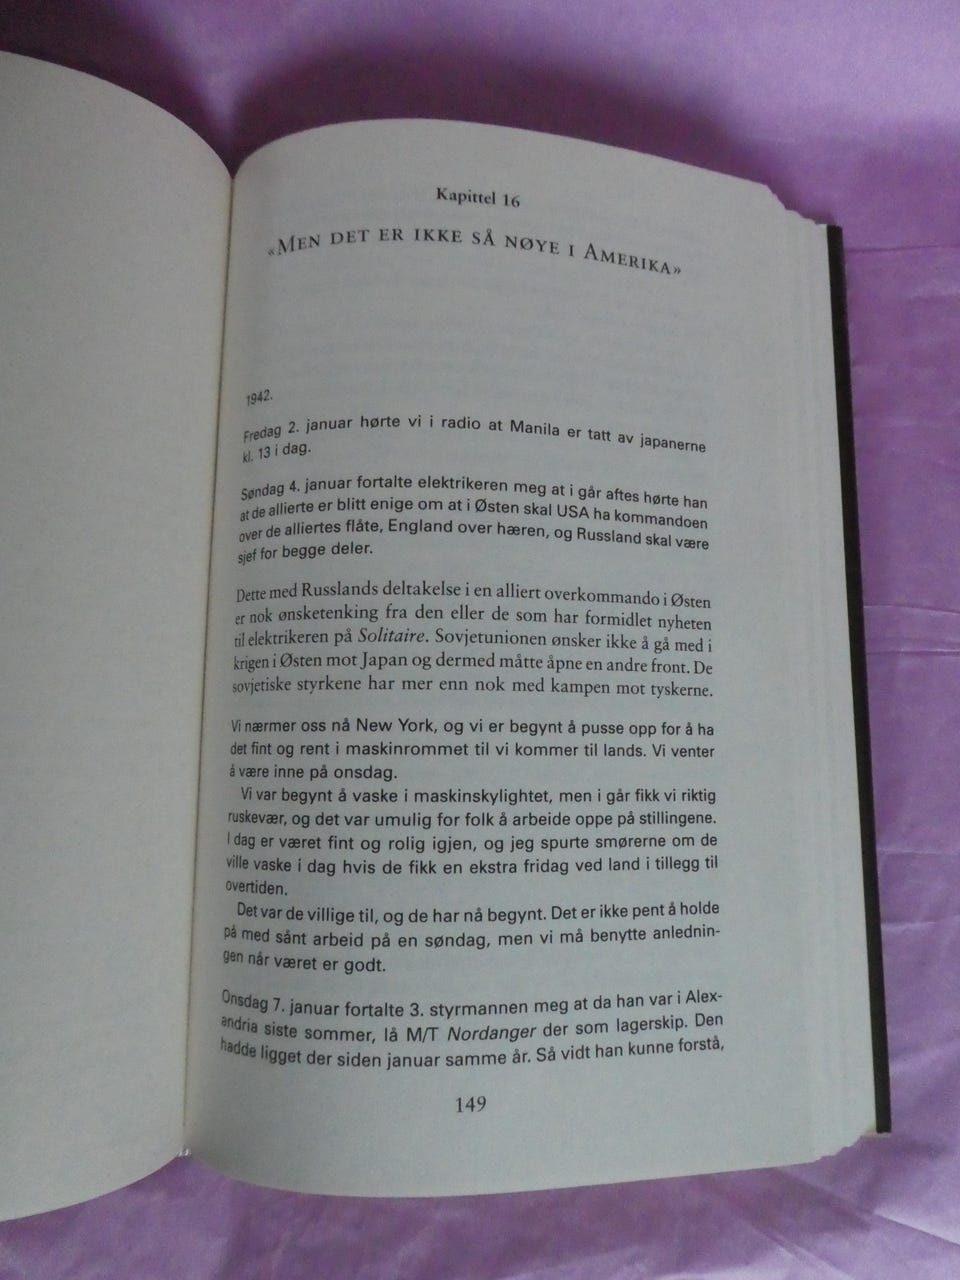 Kapittel 16
«Men det er ikke så nøye i Amerika»
1942.
Fredag 2. januar hørte vi i radio at Manila er tatt av japanerne
kl. 13 i dag.
Søndag 4. januar fortalte elektrikeren meg at i går aftes hørte han
at de allierte er blitt enige om at i Østen skal USA ha kommandoen
over de alliertes flåte, England over hæren, og Russland skal være
sjef for begge deler.
Dette med Russlands deltakelse i en alliert overkommando i Østen
er nok ønsketenking fra den eller de som har formidlet nyheten
til elektrikeren på Solitaire. Sovjetunionen ønsker ikke å gå med i
krigen i Østen mot Japan og dermed måtte åpne en andre front. De
sovjetiske styrkene har mer enn nok med kampen mot tyskerne.
Vi nærmer oss nå New York, og vi er begynt å pusse opp for å ha
det fint og rent i maskinrommet til vi kommer til lands. Vi venter
å være inne på onsdag.
Vi var begynt å vaske i maskinskylightet, men i går fikk vi riktig
ruskevær, og det var umulig for folk å arbeide oppe på stillingene.
I dag er været fint og rolig igjen, og jeg spurte smørerne om de
ville vaske i dag hvis de fikk en ekstra fridag ved land i tillegg til
overtiden.
Det var de villige til, og de har nå begynt. Det er ikke pent å holde
på med sånt arbeid på en søndag, men vi må benytte anlednin-
gen når været er godt.
Onsdag 7. januar fortalte 3. styrmannen meg at da han var i Alex-
andria siste sommer, lå M/T Nordanger der som lagerskip. Den
hadde ligget der siden januar samme år. Så vidt han kunne forstå,
149